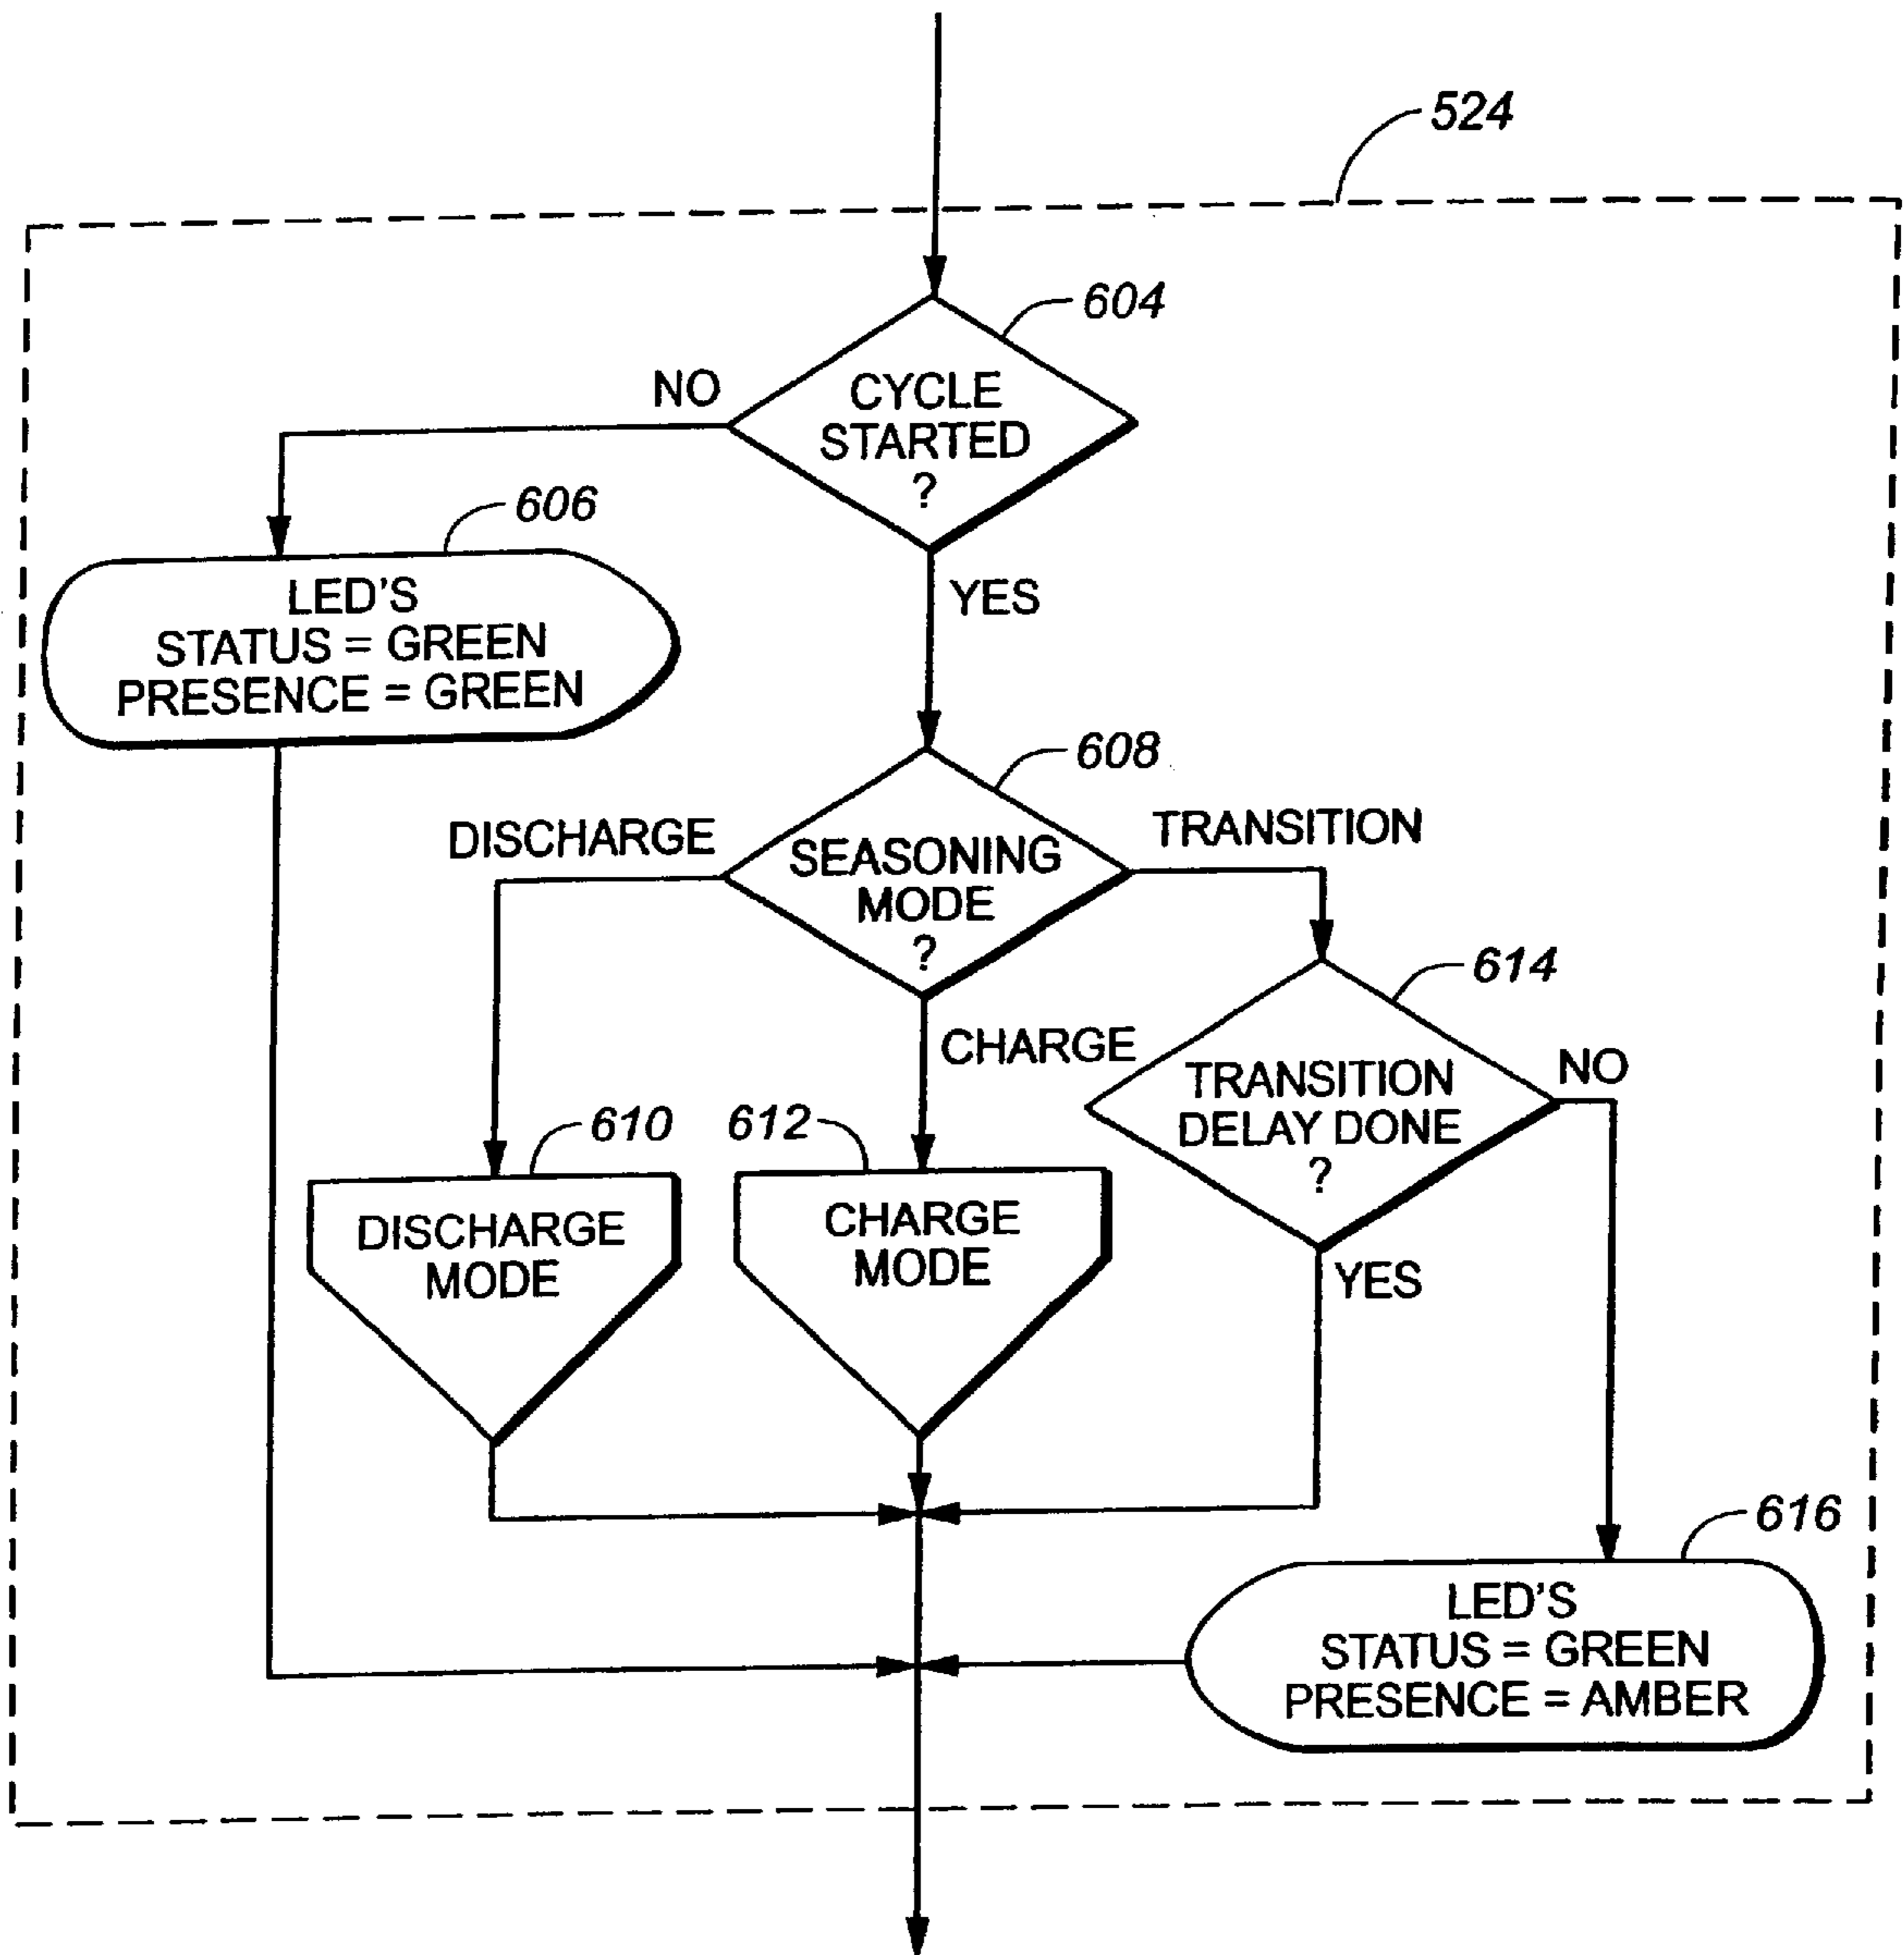 524
604
NO
CYCLE
STARTED
?
606
YES
LED'S
STATUS = GREEN
PRESENCE = GREEN
608
DISCHARGE
TRANSITION
SEASONING
MODE
?
614
CHARGE
NO
TRANSITION
DELAY DONE
?
610
612
DISCHARGE
MODE
CHARGE
MODE
YES
616
LED'S
STATUS = GREEN
PRESENCE = AMBER